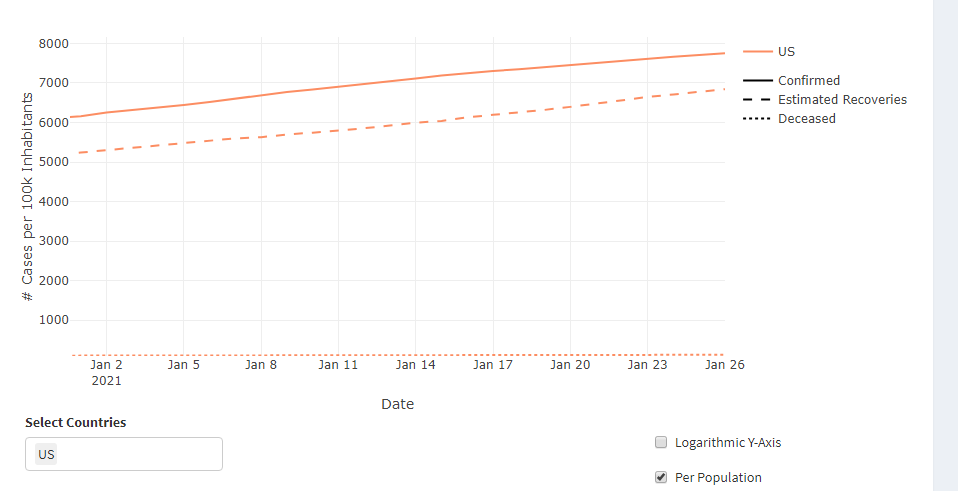 8000
7000
6000
5000
4000
3000
2000
1000
# Cases per 100k Inhabitants
Jan 2 Jan 5 Jan 8 Jan 11 Jan 14 Jan 17 Jan 20 Jan 23 Jan 26
2021
Date
US
Confirmed
Estimated Recoveries
Deceased
Select Countries
US
Logarithmic Y-Axis
Per Population